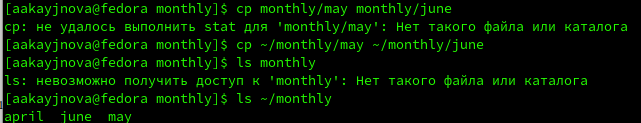 [aakayjnova@fedora monthly]$ cp monthly/may monthly/june
cp: не удалось выполнить stat для 'monthly/may': Нет такого файла или каталога
[aakayjnova@fedora monthly]$ cp ~/monthly/may ~/monthly/june
[aakayjnova@fedora monthly]$ ls monthly
ls: невозможно получить доступ к 'monthly': Нет такого файла или каталога
[aakayjnova@fedora monthly]$ ls ~/monthly
april  june  may